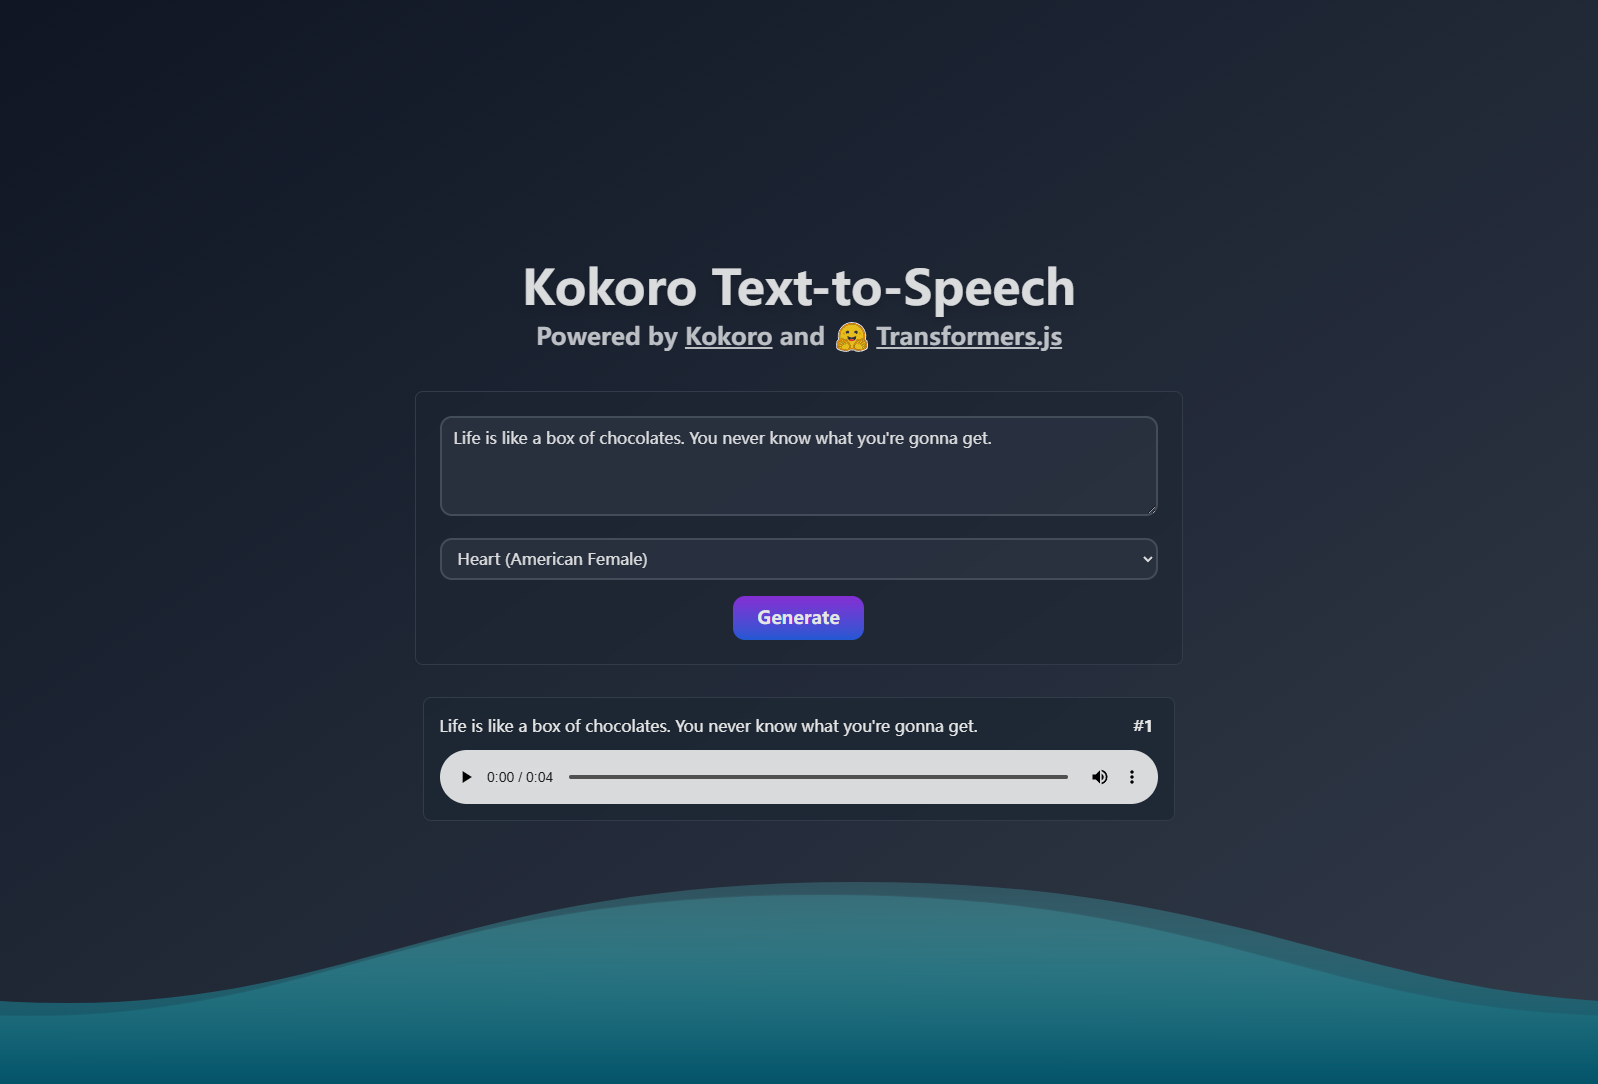 Kokoro Text-to-Speech
Powered by Kokoro and 🤗 Transformers.js
Life is like a box of chocolates. You never know what you're gonna get.
Heart (American Female)
Generate
Life is like a box of chocolates. You never know what you're gonna get. #1
0:00 / 0:04